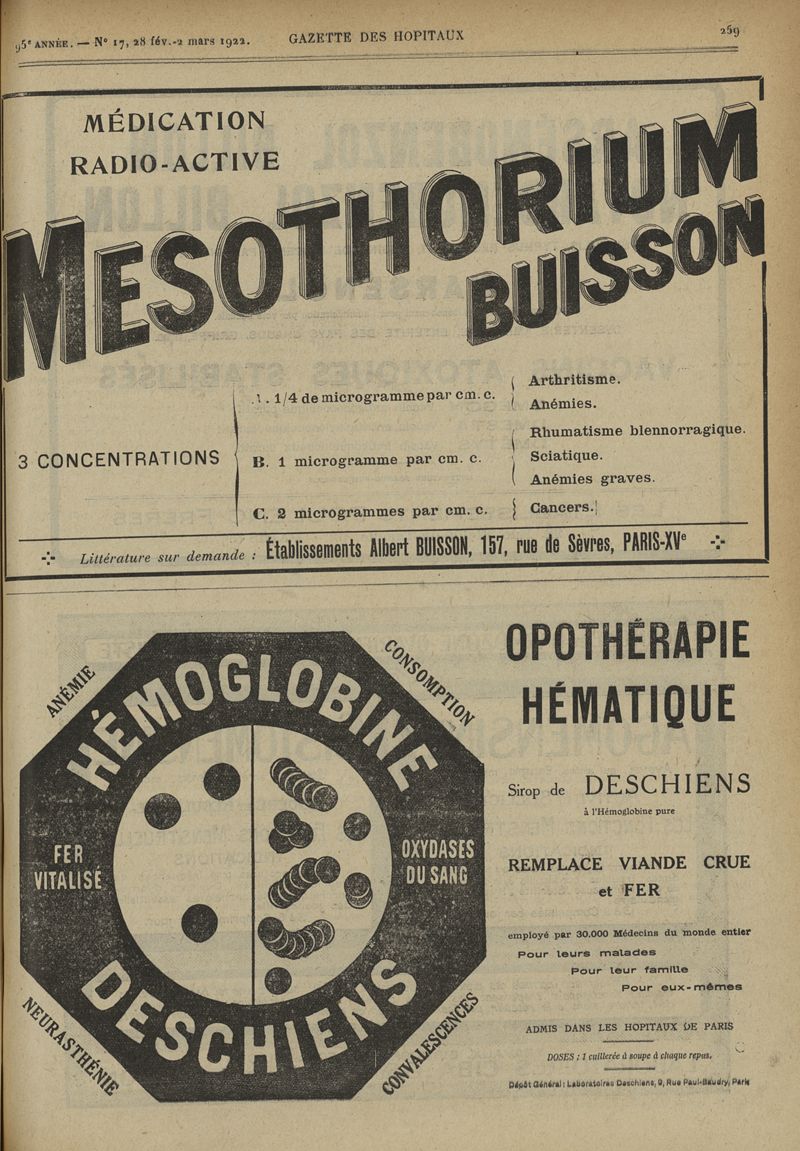 95e ANNÉE. — N° 17, 28 fév.-2 mars 1922.
GAZETTE DES HOPITAUX
259
MÉDICATION
RADIO-ACTIVE
MESOTHORIUM
BUISSON
3 CONCENTRATIONS
A. 1/4 de microgramme par cm. c.
Arthritisme.
Anémies.
B. 1 microgramme par cm. c.
Rhumatisme blennorragique.
Sciatique.
Anémies graves.
C. 2 microgrammes par cm. c.
Cancers.
Littérature sur demande : Établissements Albert BUISSON, 157, rue de Sèvres, PARIS-XVe
ANÉMIE
CONSOMPTION
HÉMOGLOBINE
FER
VITALISÉ
OXYDASES
DU SANG
DESCHIENS
NEURASTHÉNIE
CONVALESCENCES
OPOTHÉRAPIE
HÉMATIQUE
Sirop de DESCHIENS
à l'Hémoglobine pure
REMPLACE VIANDE CRUE
et FER
employé par 30.000 Médecins du monde entier
Pour leurs malades
Pour leur famille
Pour eux-mêmes
ADMIS DANS LES HOPITAUX DE PARIS
DOSES : 1 cuillerée à soupe à chaque repas.
Dépôt Général : Laboratoires Deschiens, 9, Rue Paul-Baudry, Paris